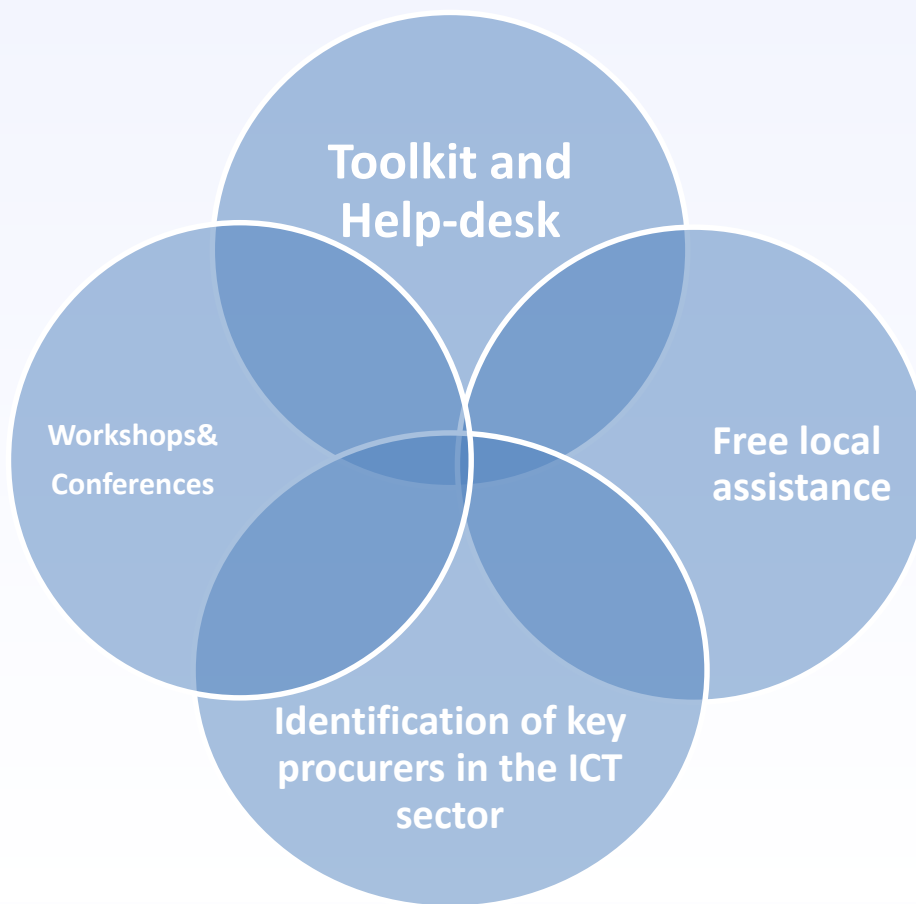 Toolkit and
Help-desk
Workshops&
Conferences
Free local
assistance
Identification of key
procurers in the ICT
sector